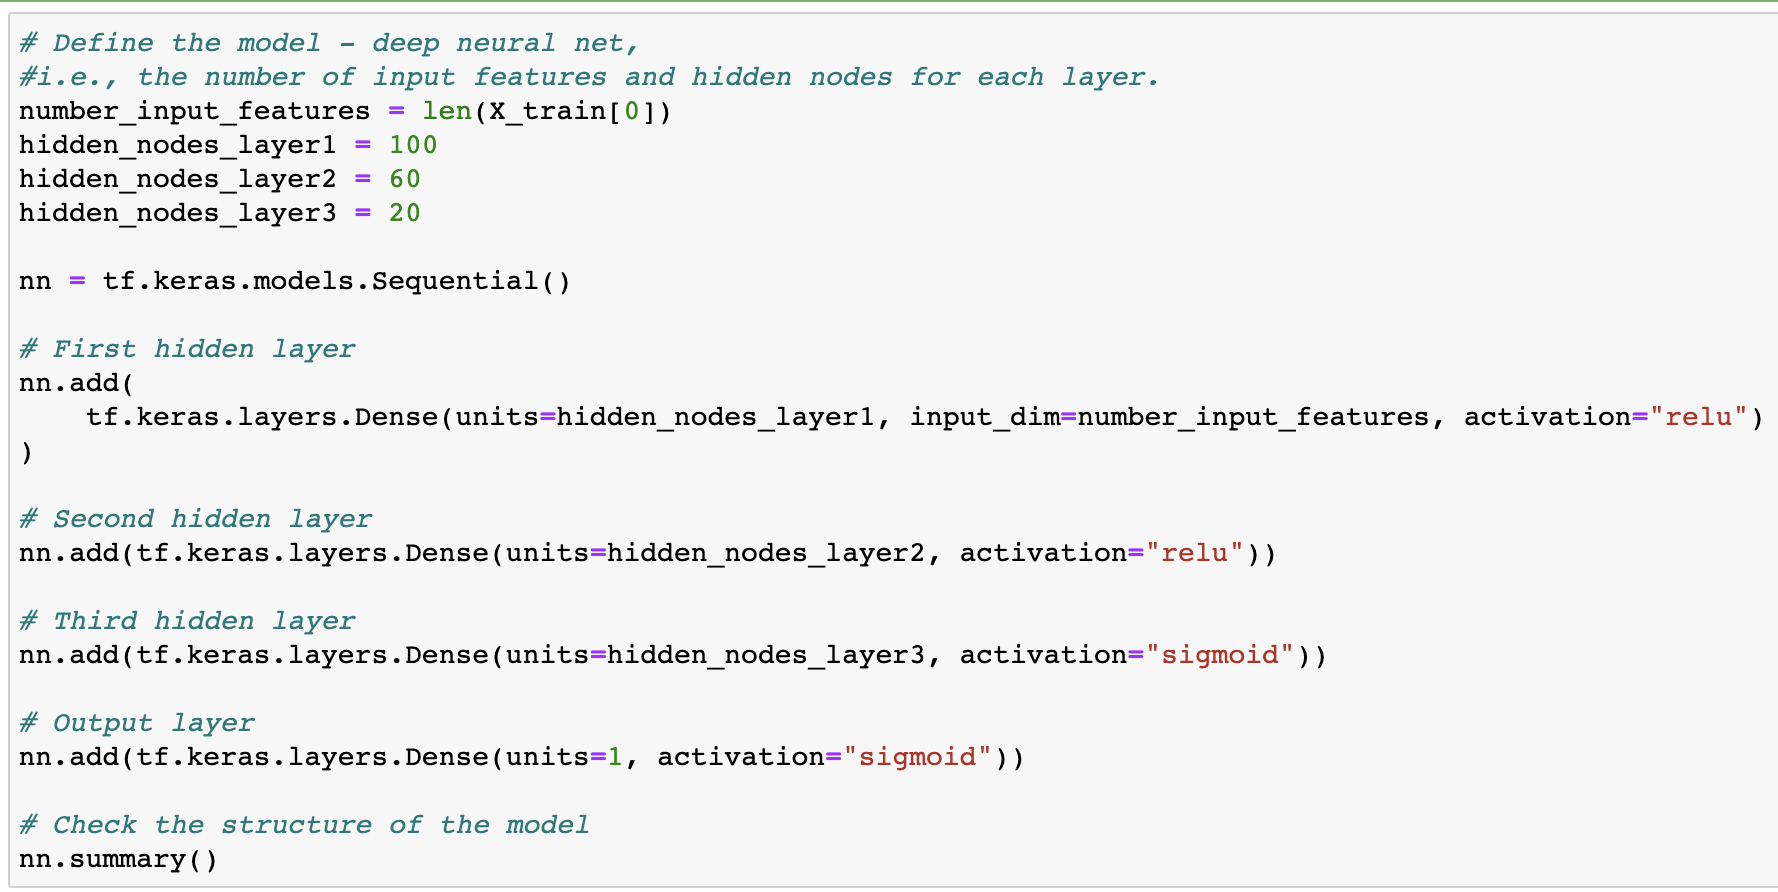 # Define the model – deep neural net,
#i.e., the number of input features and hidden nodes for each layer.
number_input_features = len(X_train[0])
hidden_nodes_layer1 = 100
hidden_nodes_layer2 = 60
hidden_nodes_layer3 = 20

nn = tf.keras.models.Sequential()

# First hidden layer
nn.add(
    tf.keras.layers.Dense(units=hidden_nodes_layer1, input_dim=number_input_features, activation="relu")
)

# Second hidden layer
nn.add(tf.keras.layers.Dense(units=hidden_nodes_layer2, activation="relu"))

# Third hidden layer
nn.add(tf.keras.layers.Dense(units=hidden_nodes_layer3, activation="sigmoid"))

# Output layer
nn.add(tf.keras.layers.Dense(units=1, activation="sigmoid"))

# Check the structure of the model
nn.summary()